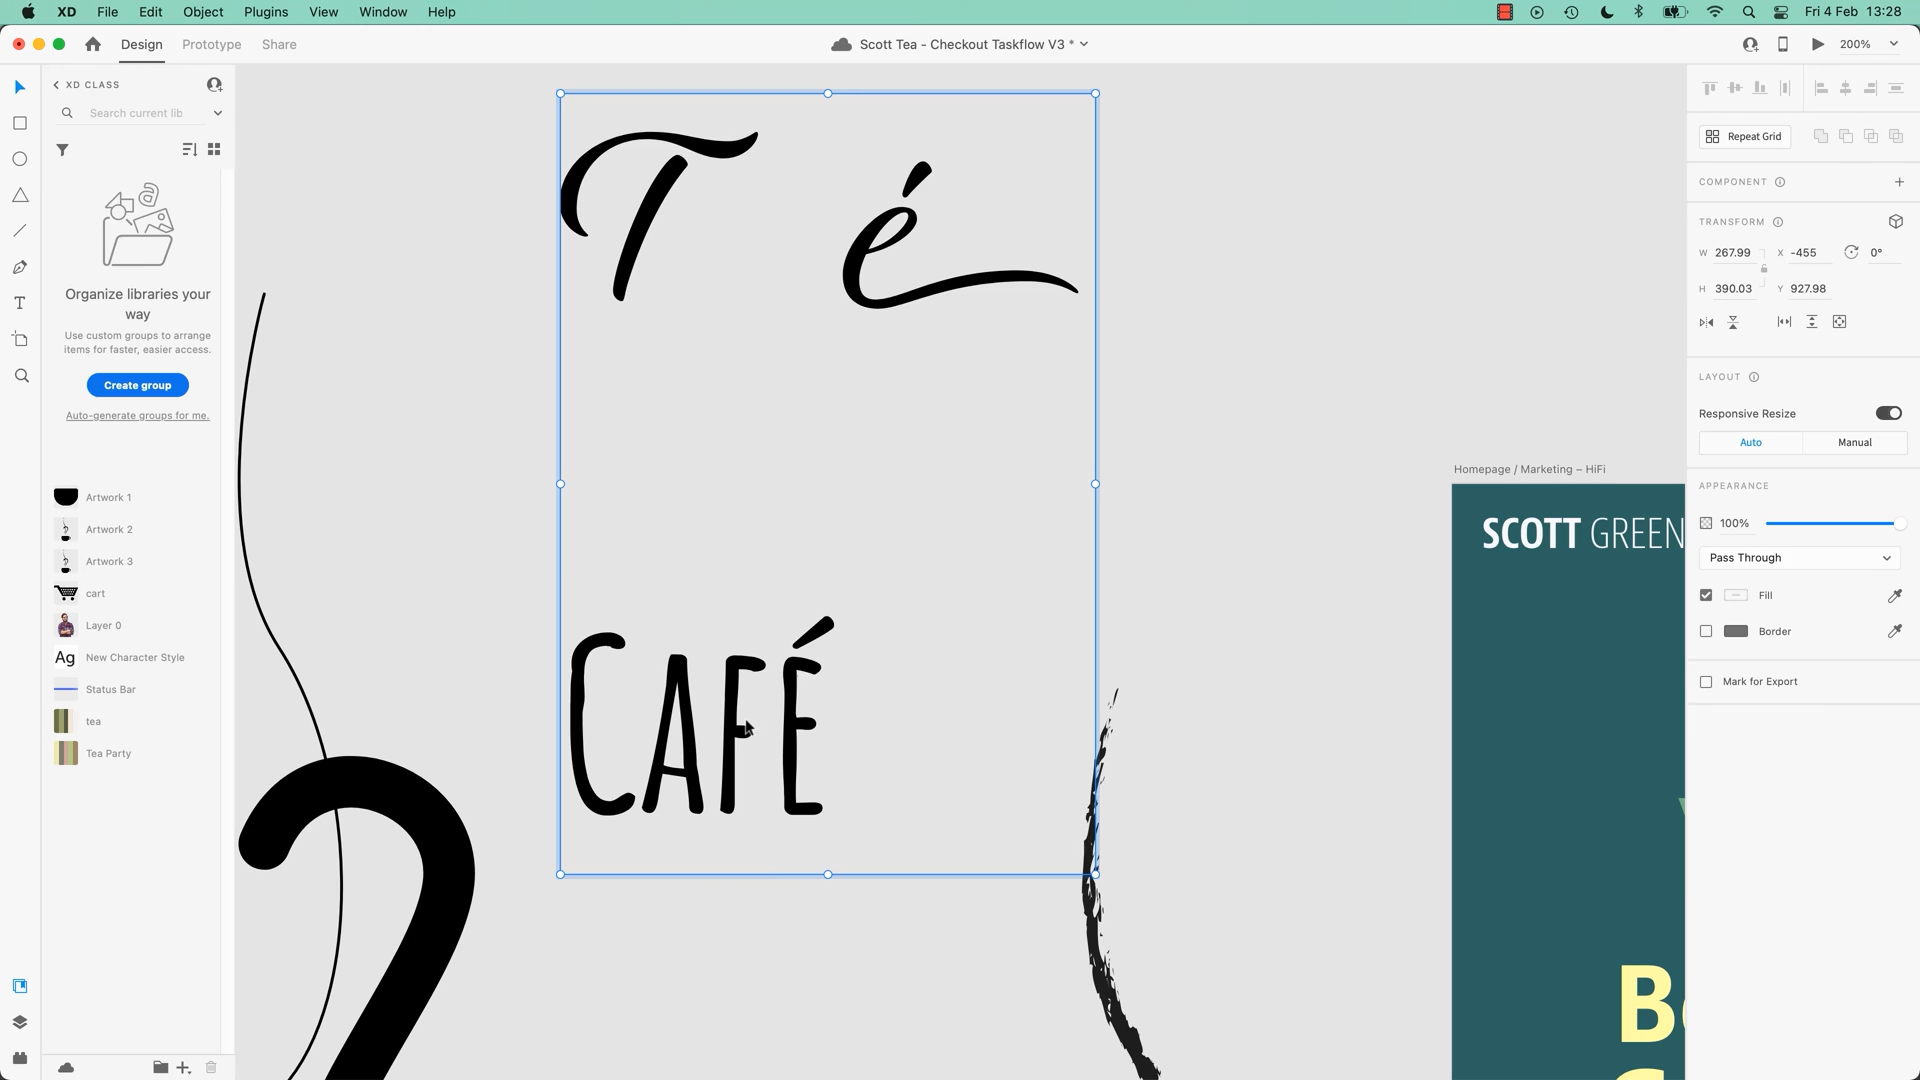 XD File Edit Object Plugins View Window Help
Fri 4 Feb 13:28
Design Prototype Share
Scott Tea - Checkout Taskflow V3 *
200%
XD CLASS
Search current lib
Organize libraries your
way
Use custom groups to arrange
items for faster, easier access.
Create group
Auto-generate groups for me.
Artwork 1
Artwork 2
Artwork 3
cart
Layer 0
Ag New Character Style
Status Bar
tea
Tea Party
T é
CAFÉ
Homepage / Marketing – HiFi
SCOTT GREEN
Repeat Grid
COMPONENT
TRANSFORM
W 267.99 X -455 0°
H 390.03 Y 927.98
LAYOUT
Responsive Resize
Auto Manual
APPEARANCE
100%
Pass Through
Fill
Border
Mark for Export